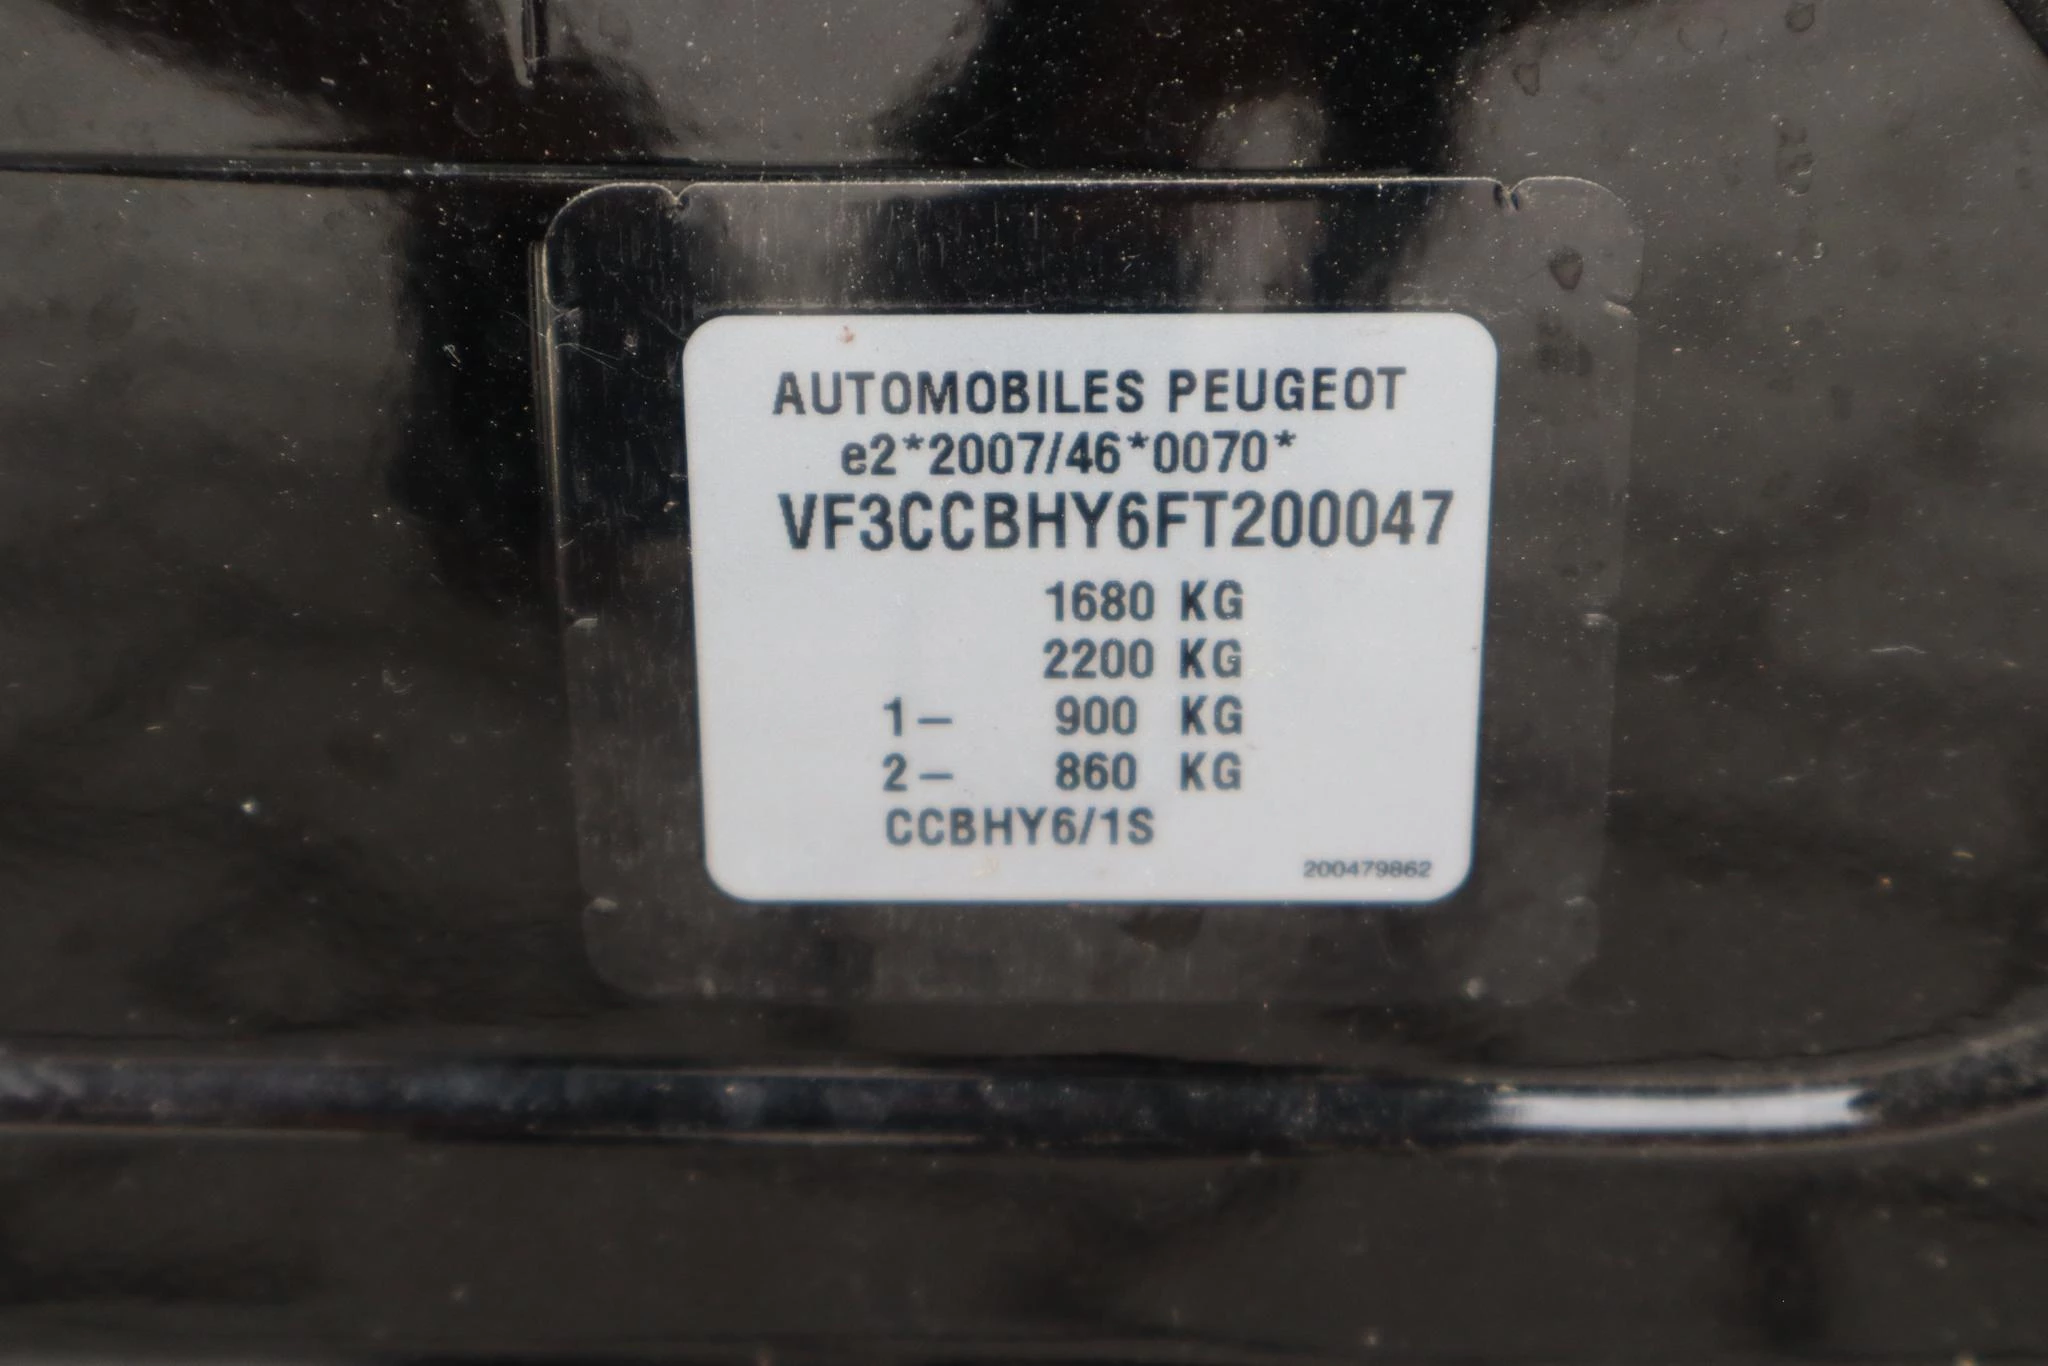 AUTOMOBILES PEUGEOT
e2*2007/46*0070*
VF3CCBHY6FT200047
1680 KG
2200 KG
1- 900 KG
2- 860 KG
CCBHY6/1S
200479862